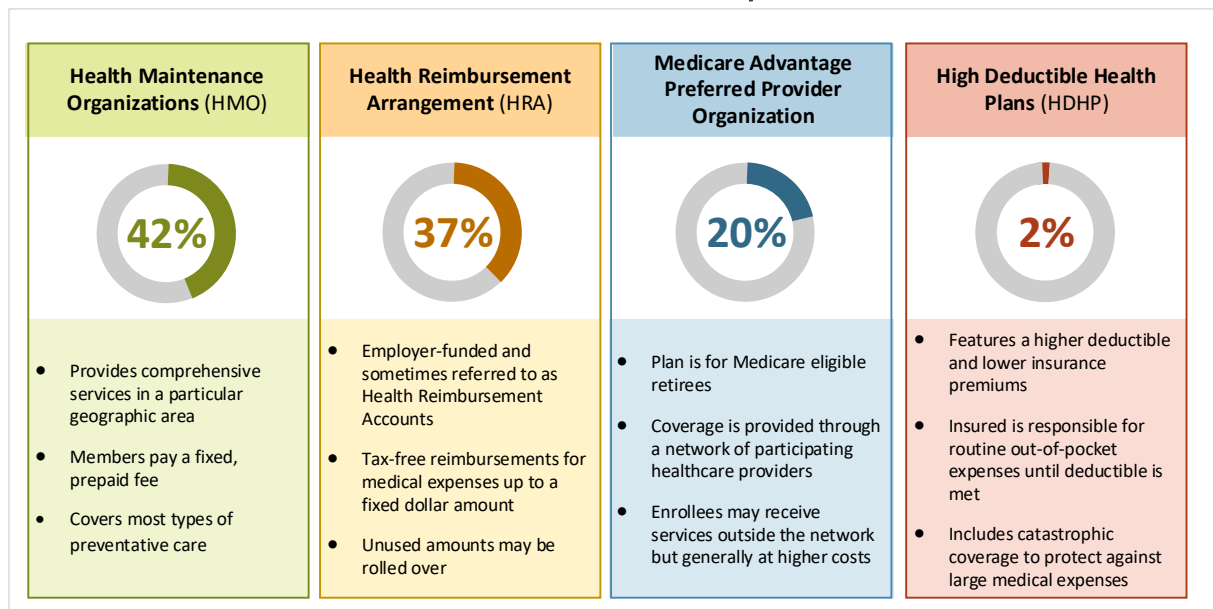 Health Maintenance
Organizations (HMO)
42%
● Provides comprehensive
services in a particular
geographic area
● Members pay a fixed,
prepaid fee
● Covers most types of
preventative care
Health Reimbursement
Arrangement (HRA)
37%
● Employer-funded and
sometimes referred to as
Health Reimbursement
Accounts
● Tax-free reimbursements for
medical expenses up to a
fixed dollar amount
● Unused amounts may be
rolled over
Medicare Advantage
Preferred Provider
Organization
20%
● Plan is for Medicare eligible
retirees
● Coverage is provided through
a network of participating
healthcare providers
● Enrollees may receive
services outside the network
but generally at higher costs
High Deductible Health
Plans (HDHP)
2%
● Features a higher deductible
and lower insurance
premiums
● Insured is responsible for
routine out-of-pocket
expenses until deductible is
met
● Includes catastrophic
coverage to protect against
large medical expenses